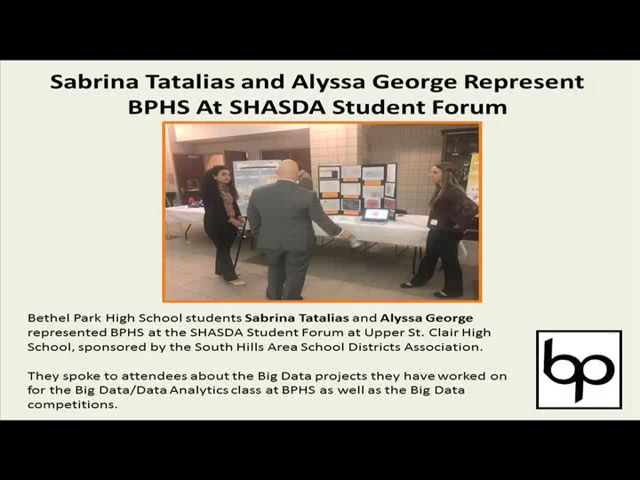 Sabrina Tatalias and Alyssa George Represent
BPHS At SHASDA Student Forum
Bethel Park High School students Sabrina Tatalias and Alyssa George
represented BPHS at the SHASDA Student Forum at Upper St. Clair High
School, sponsored by the South Hills Area School Districts Association.
They spoke to attendees about the Big Data projects they have worked on
for the Big Data/Data Analytics class at BPHS as well as the Big Data
competitions.
bp